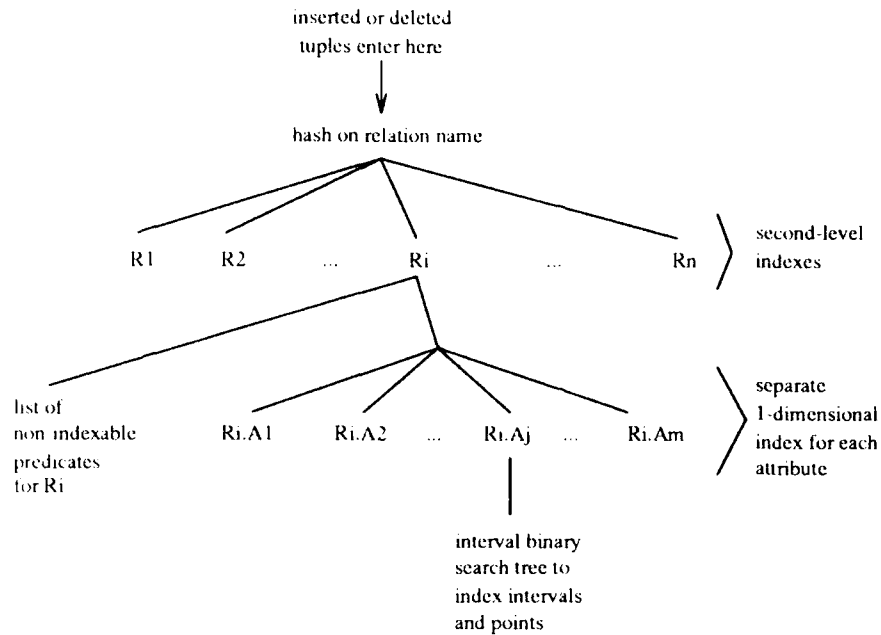 inserted or deleted
tuples enter here
hash on relation name
R1 R2 ... Ri ... Rn
second-level
indexes
list of
non indexable
predicates
for Ri
Ri.A1 Ri.A2 ... Ri.Aj ... Ri.Am
separate
1-dimensional
index for each
attribute
interval binary
search tree to
index intervals
and points